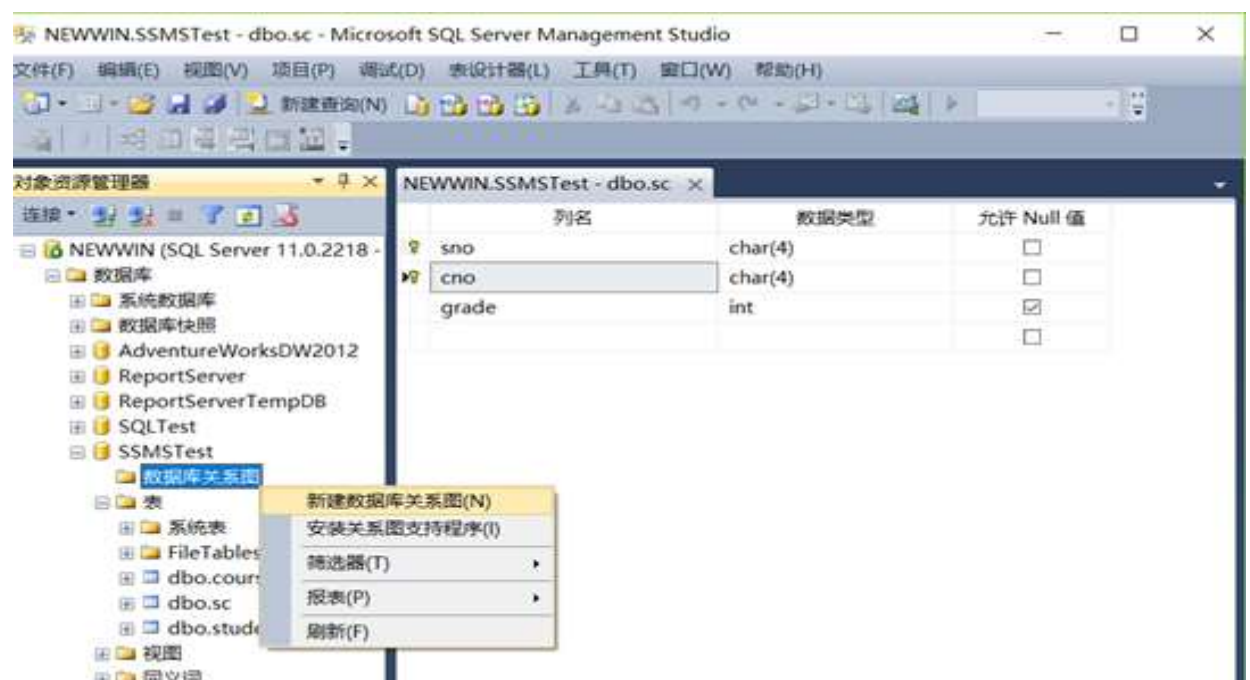 NEWWIN.SSMSTest - dbo.sc - Microsoft SQL Server Management Studio
文件(F) 编辑(E) 视图(V) 项目(P) 调试(D) 表设计器(L) 工具(T) 窗口(W) 帮助(H)
新建查询(N)
对象资源管理器
连接
NEWWIN (SQL Server 11.0.2218 -
数据库
系统数据库
数据库快照
AdventureWorksDW2012
ReportServer
ReportServerTempDB
SQLTest
SSMSTest
数据库关系图
表
系统表
FileTables
dbo.cours
dbo.sc
dbo.stude
视图
同义词
新建数据库关系图(N)
安装关系图支持程序(I)
筛选器(T)
报表(P)
刷新(F)
NEWWIN.SSMSTest - dbo.sc
列名 数据类型 允许 Null 值
sno char(4)
cno char(4)
grade int